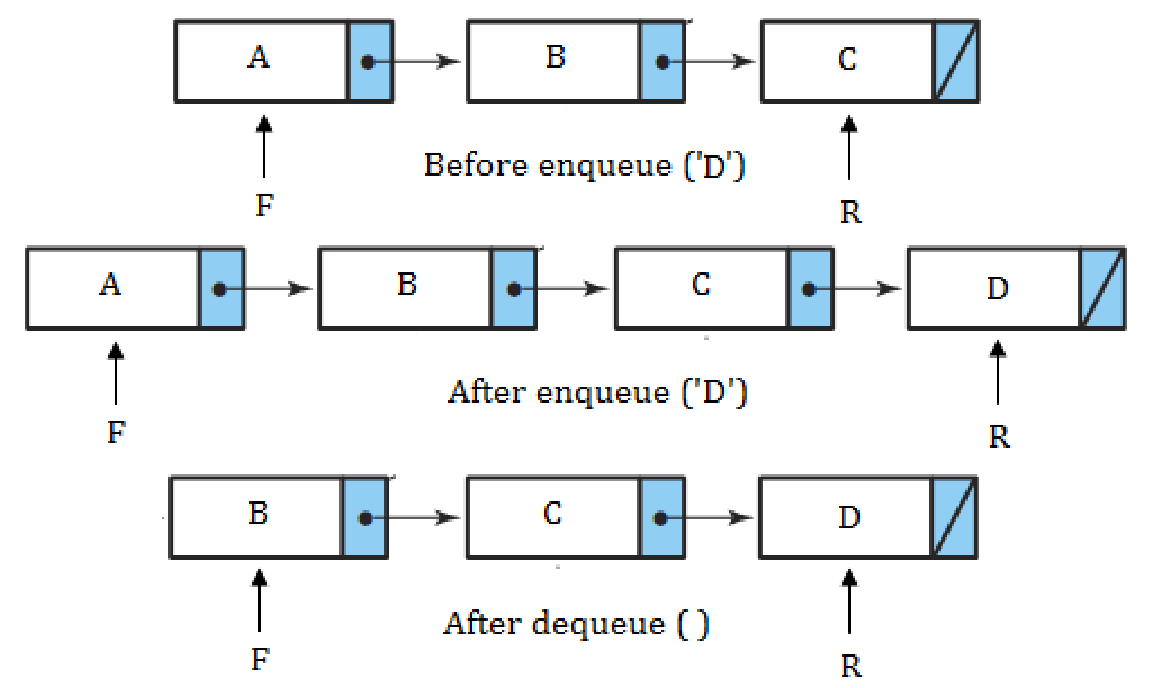 A B C
Before enqueue ('D')
F R
A B C D
After enqueue ('D')
F R
B C D
After dequeue ( )
F R